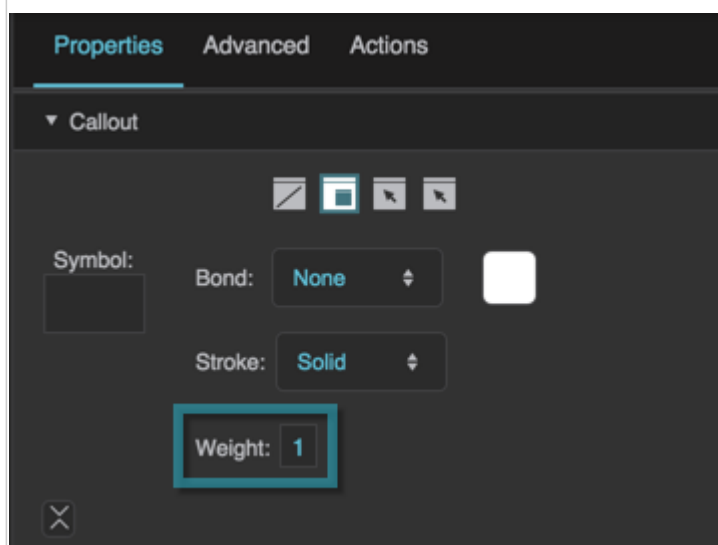 Properties Advanced Actions
Callout
Symbol:
Bond: None
Stroke: Solid
Weight: 1